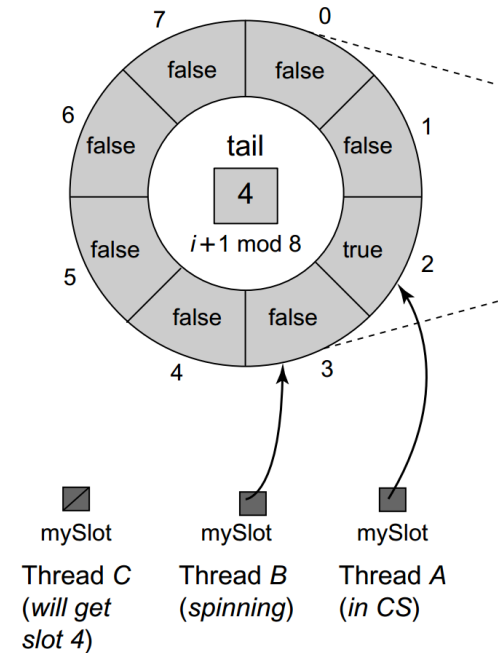 7
0
false
false
6
1
false
false
tail
4
i+1 mod 8
false
true
5
2
false
false
4
3
mySlot
mySlot
mySlot
Thread C
(will get
slot 4)
Thread B
(spinning)
Thread A
(in CS)